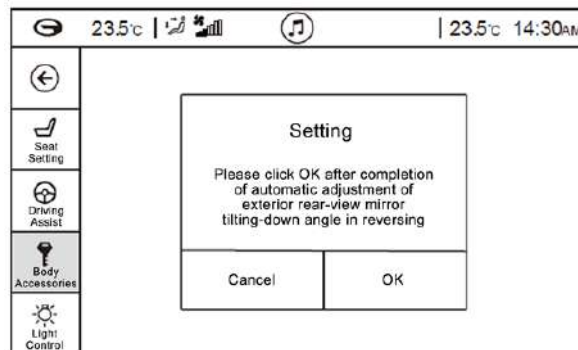 23.5°c 23.5°c 14:30AM
Seat
Setting
Driving
Assist
Body
Accessories
Light
Control
Setting
Please click OK after completion
of automatic adjustment of
exterior rear-view mirror
tilting-down angle in reversing
Cancel OK